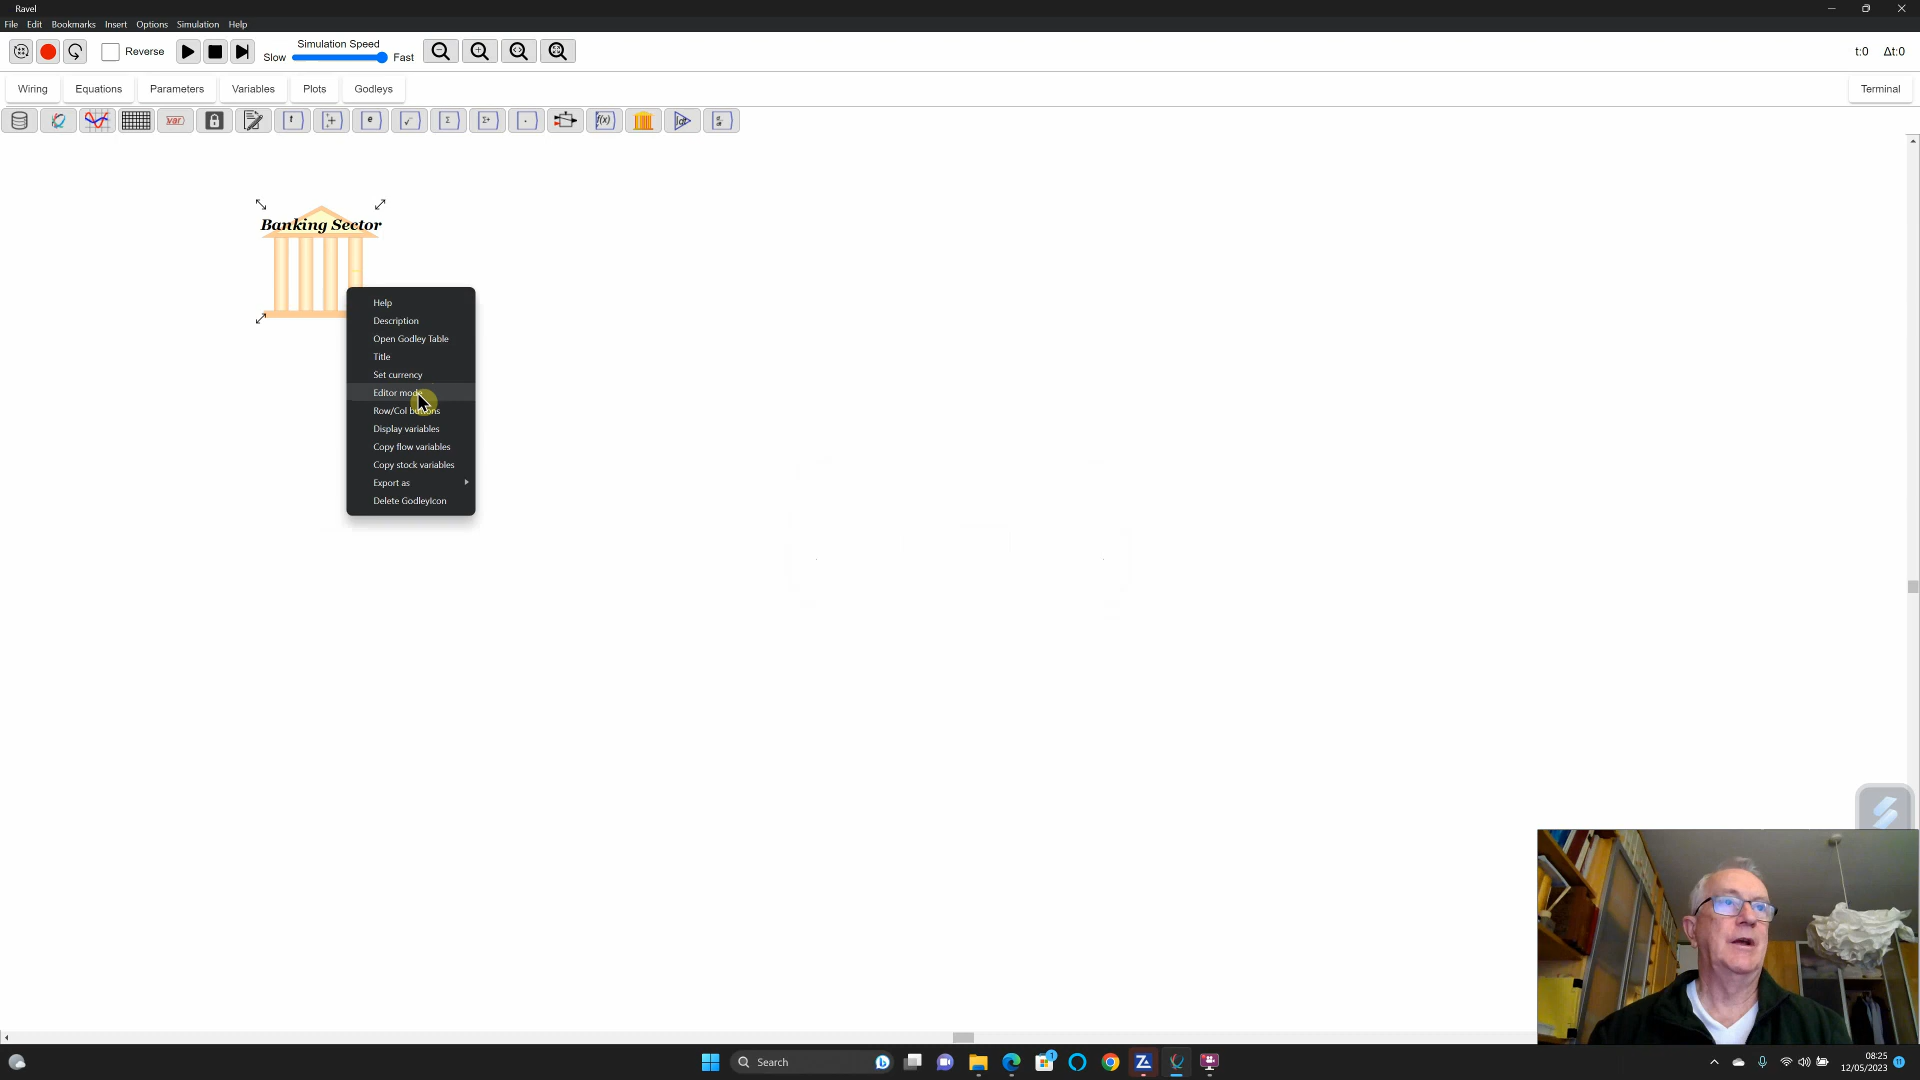 Ravel
File Edit Bookmarks Insert Options Simulation Help
Reverse
Simulation Speed
Slow Fast
t:0 Δt:0
Wiring Equations Parameters Variables Plots Godleys Terminal
var
f(x)
Banking Sector
Help
Description
Open Godley Table
Title
Set currency
Editor mode
Row/Col buttons
Display variables
Copy flow variables
Copy stock variables
Export as
Delete GodleyIcon
Search
08:25
12/05/2023